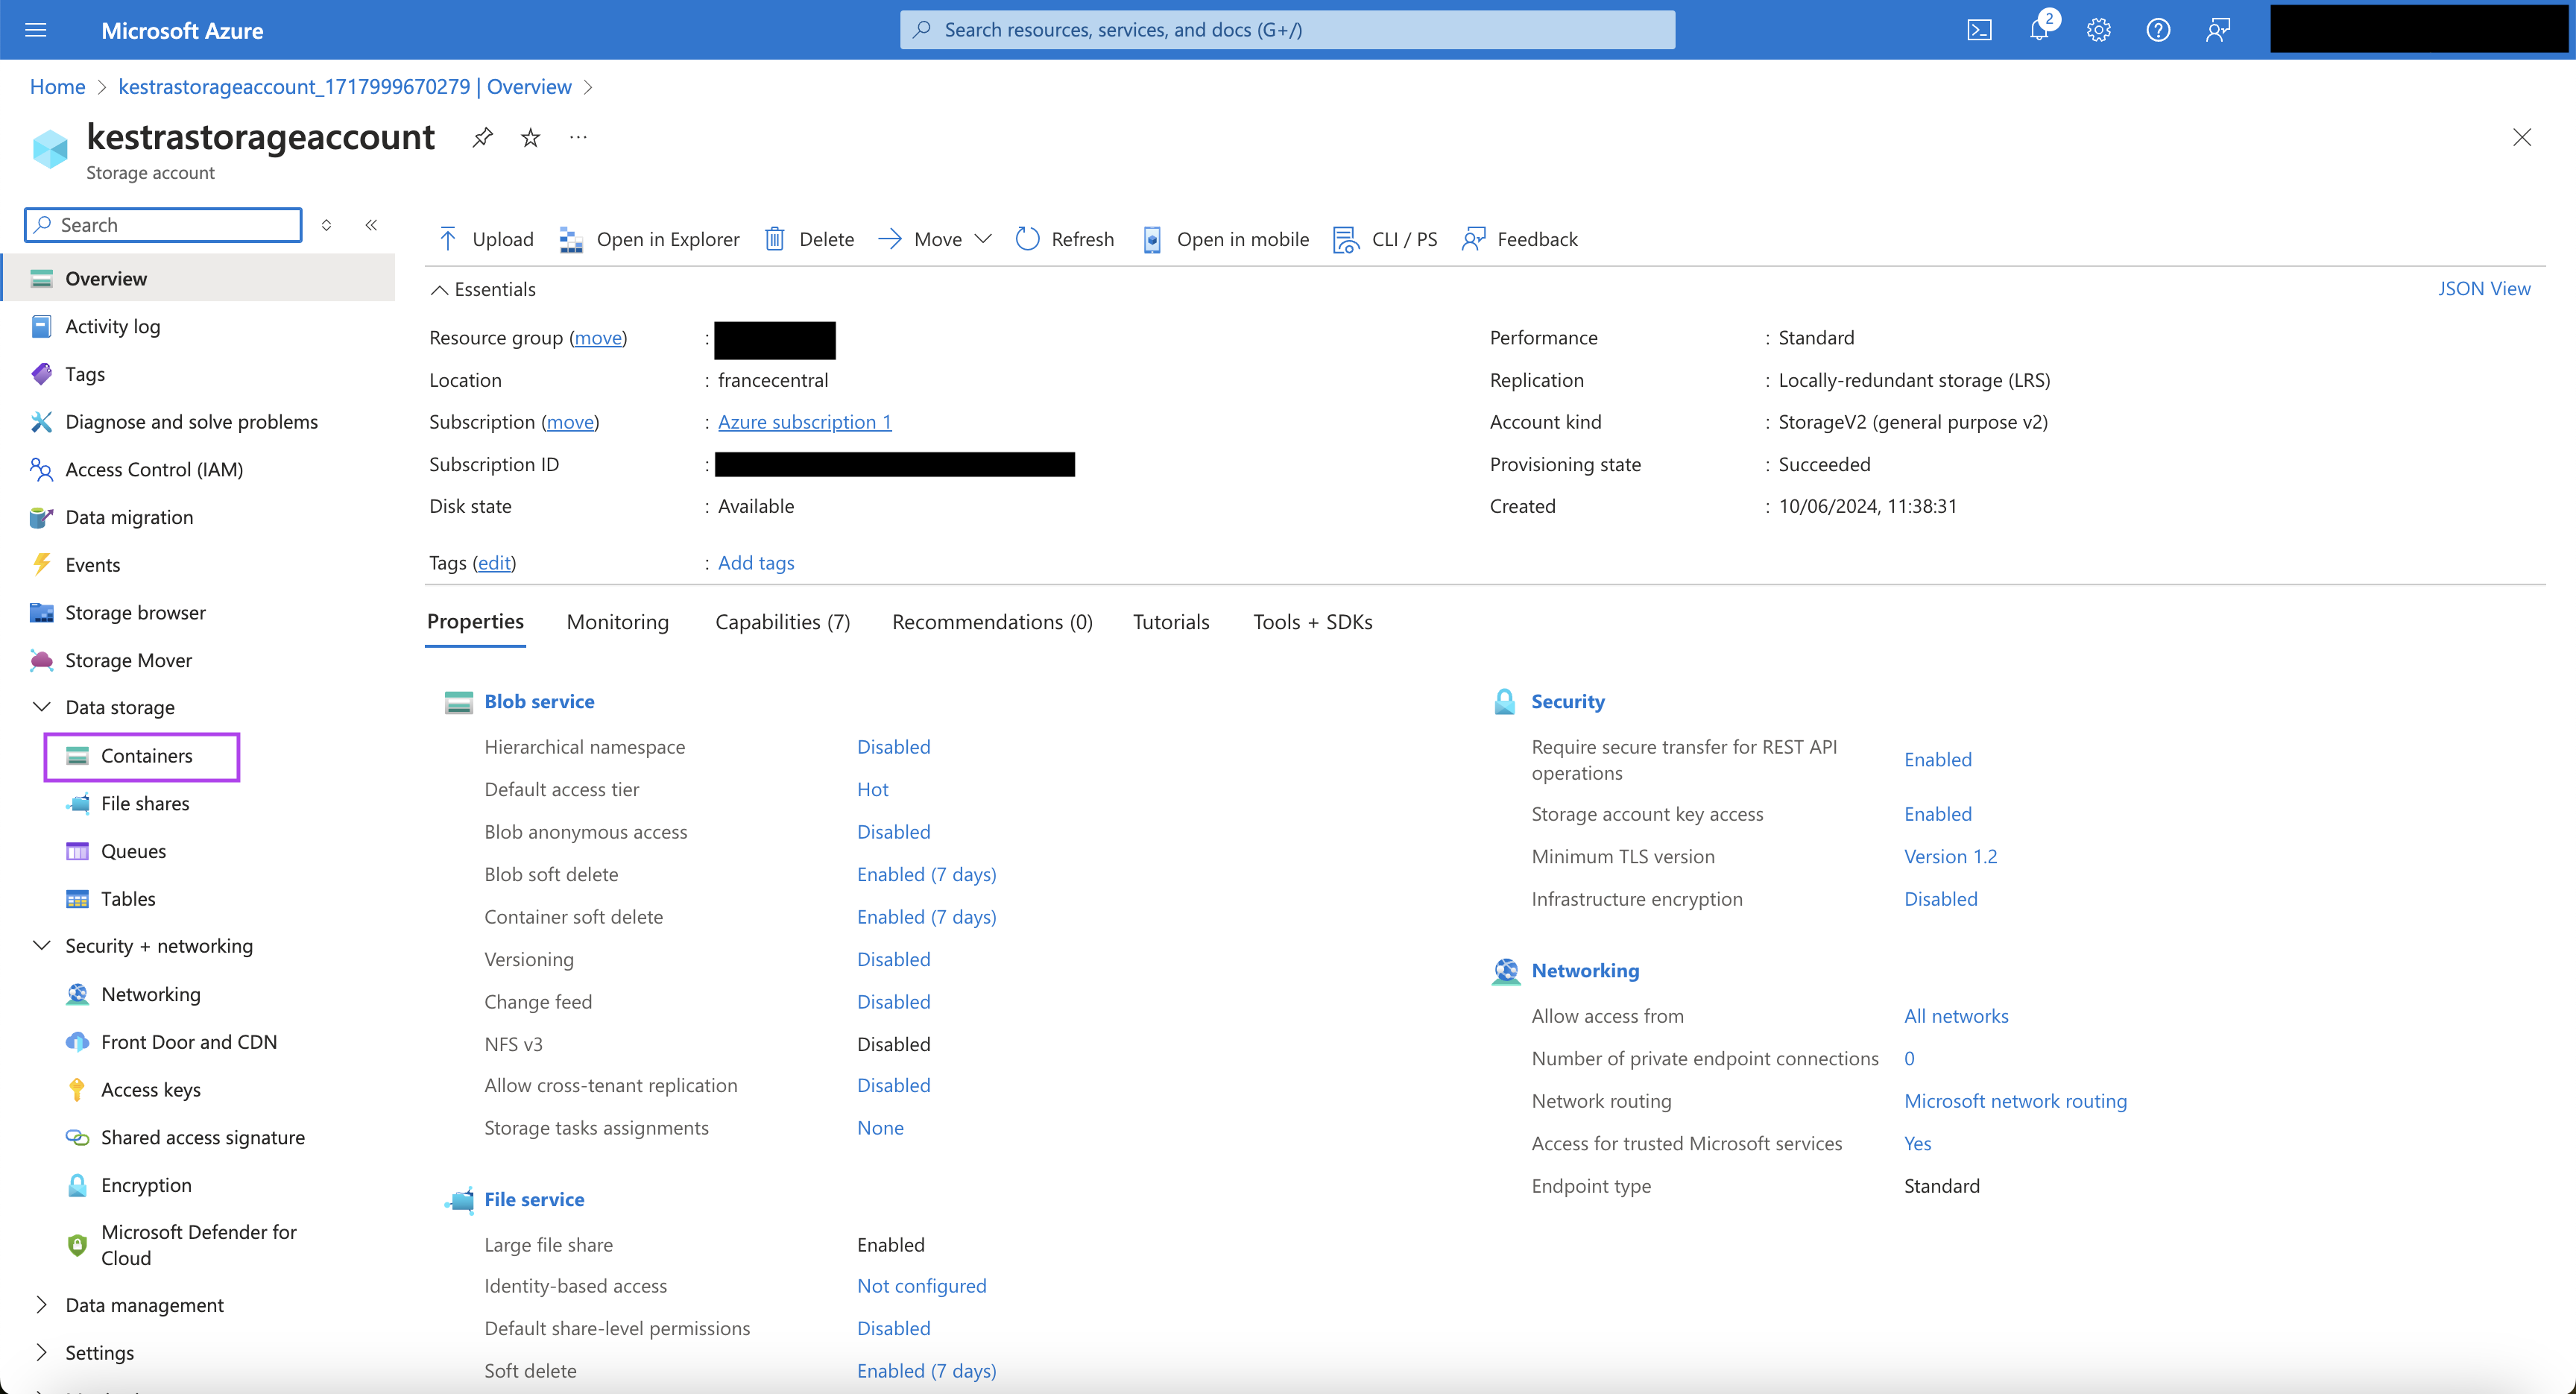 Microsoft Azure
Search resources, services, and docs (G+/)
2
Home > kestrastorageaccount_1717999670279 | Overview >
kestrastorageaccount
Storage account
Search
Overview
Activity log
Tags
Diagnose and solve problems
Access Control (IAM)
Data migration
Events
Storage browser
Storage Mover
Data storage
Containers
File shares
Queues
Tables
Security + networking
Networking
Front Door and CDN
Access keys
Shared access signature
Encryption
Microsoft Defender for
Cloud
Data management
Settings
Upload Open in Explorer Delete Move Refresh Open in mobile CLI / PS Feedback
Essentials JSON View
Resource group (move) :
Location : francecentral
Subscription (move) : Azure subscription 1
Subscription ID :
Disk state : Available
Tags (edit) : Add tags
Performance : Standard
Replication : Locally-redundant storage (LRS)
Account kind : StorageV2 (general purpose v2)
Provisioning state : Succeeded
Created : 10/06/2024, 11:38:31
Properties Monitoring Capabilities (7) Recommendations (0) Tutorials Tools + SDKs
Blob service
Hierarchical namespace Disabled
Default access tier Hot
Blob anonymous access Disabled
Blob soft delete Enabled (7 days)
Container soft delete Enabled (7 days)
Versioning Disabled
Change feed Disabled
NFS v3 Disabled
Allow cross-tenant replication Disabled
Storage tasks assignments None
File service
Large file share Enabled
Identity-based access Not configured
Default share-level permissions Disabled
Soft delete Enabled (7 days)
Security
Require secure transfer for REST API
operations Enabled
Storage account key access Enabled
Minimum TLS version Version 1.2
Infrastructure encryption Disabled
Networking
Allow access from All networks
Number of private endpoint connections 0
Network routing Microsoft network routing
Access for trusted Microsoft services Yes
Endpoint type Standard